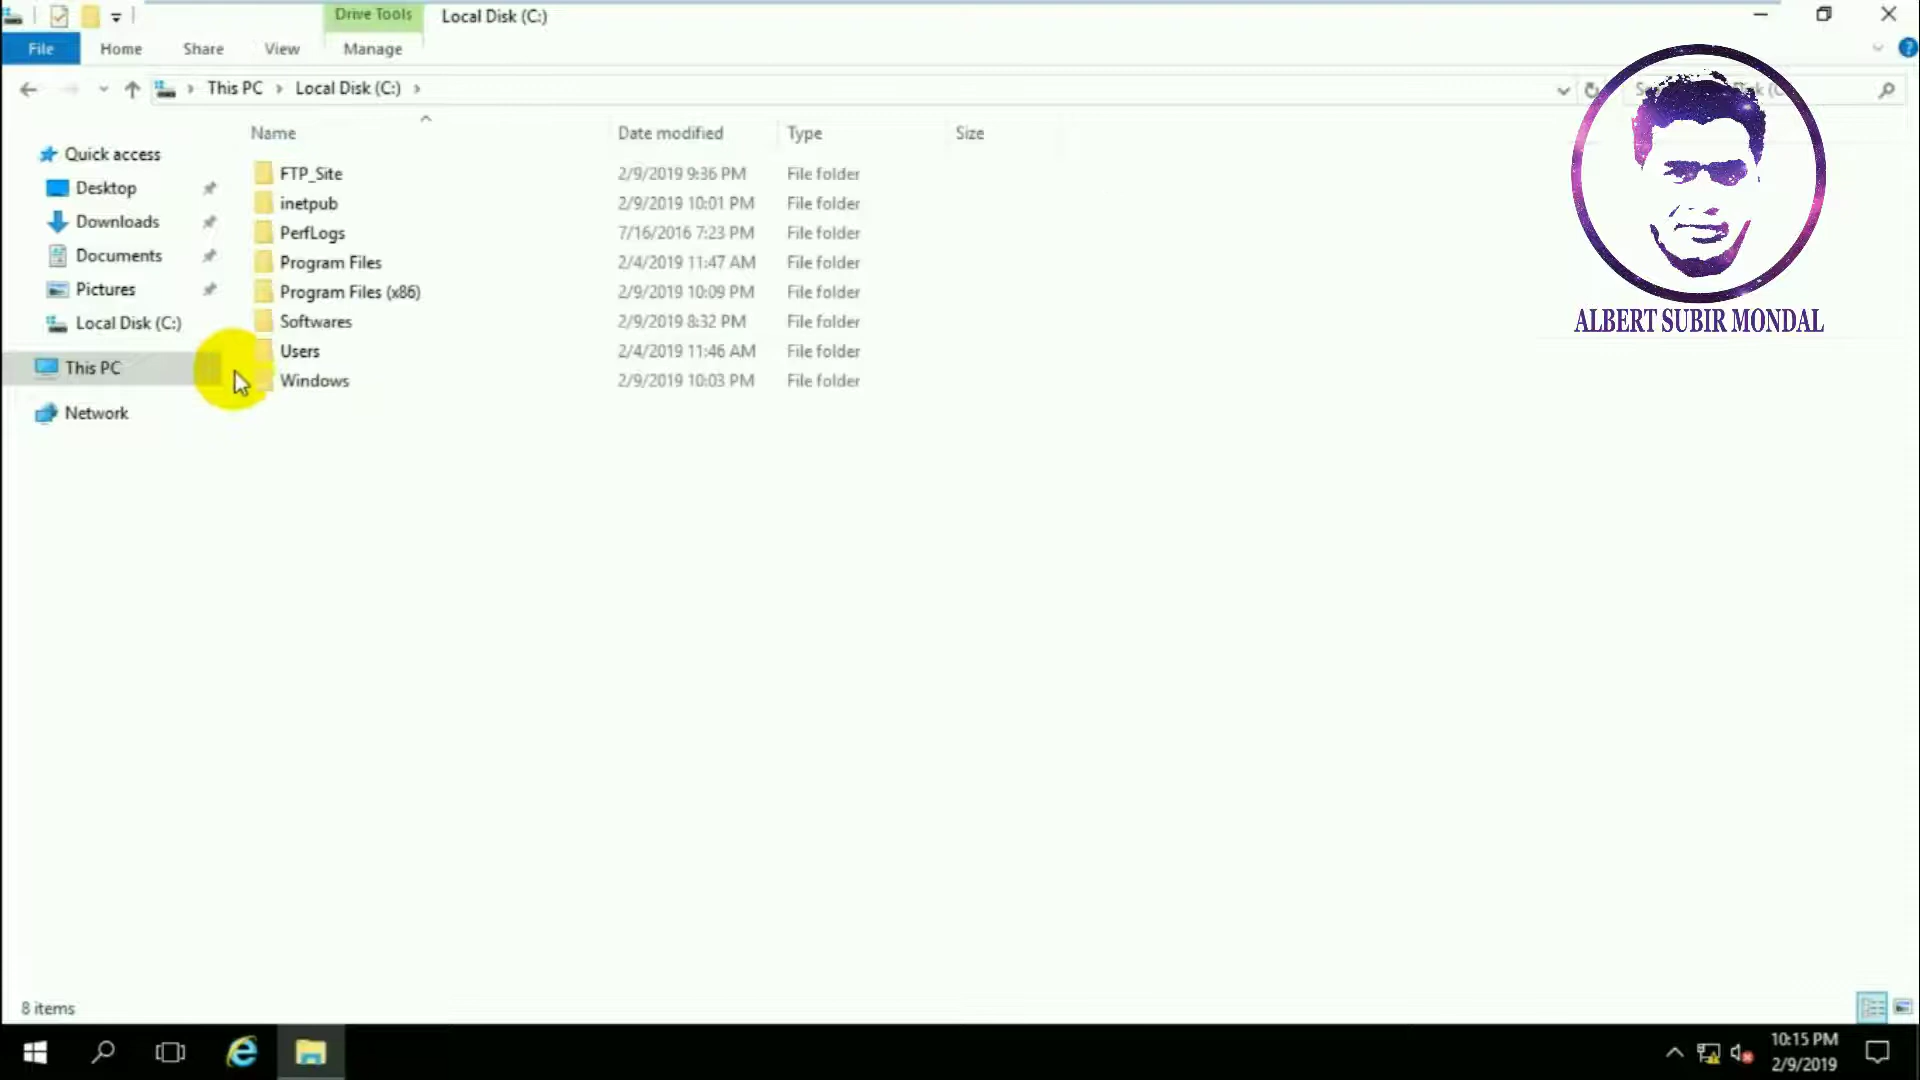 Drive Tools
Local Disk (C:)
File
Home
Share
View
Manage
This PC
Local Disk (C:)
Name
Date modified
Type
Size
Quick access
Desktop
Downloads
Documents
Pictures
Local Disk (C:)
This PC
Network
FTP_Site 2/9/2019 9:36 PM File folder
inetpub 2/9/2019 10:01 PM File folder
PerfLogs 7/16/2016 7:23 PM File folder
Program Files 2/4/2019 11:47 AM File folder
Program Files (x86) 2/9/2019 10:09 PM File folder
Softwares 2/9/2019 8:32 PM File folder
Users 2/4/2019 11:46 AM File folder
Windows 2/9/2019 10:03 PM File folder
ALBERT SUBIR MONDAL
8 items
10:15 PM
2/9/2019